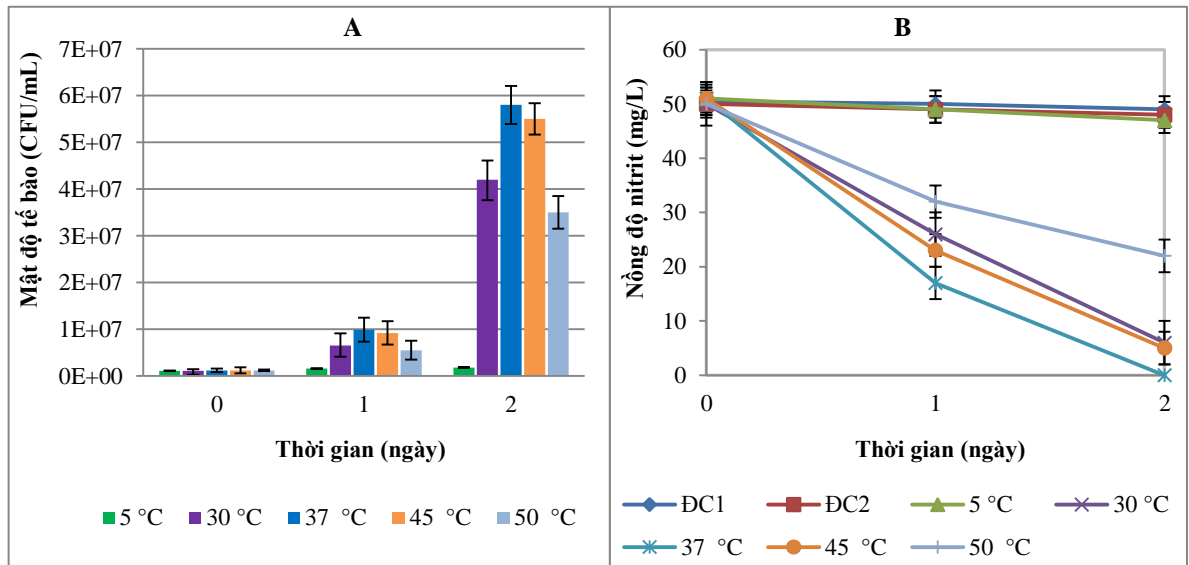 A
Mật độ tế bào (CFU/mL)
7E+07
6E+07
5E+07
4E+07
3E+07
2E+07
1E+07
0E+00
0 1 2
Thời gian (ngày)
5 °C 30 °C 37 °C 45 °C 50 °C
B
Nồng độ nitrit (mg/L)
60
50
40
30
20
10
0
0 1 2
Thời gian (ngày)
ĐC1 ĐC2 5 °C 30 °C
37 °C 45 °C 50 °C